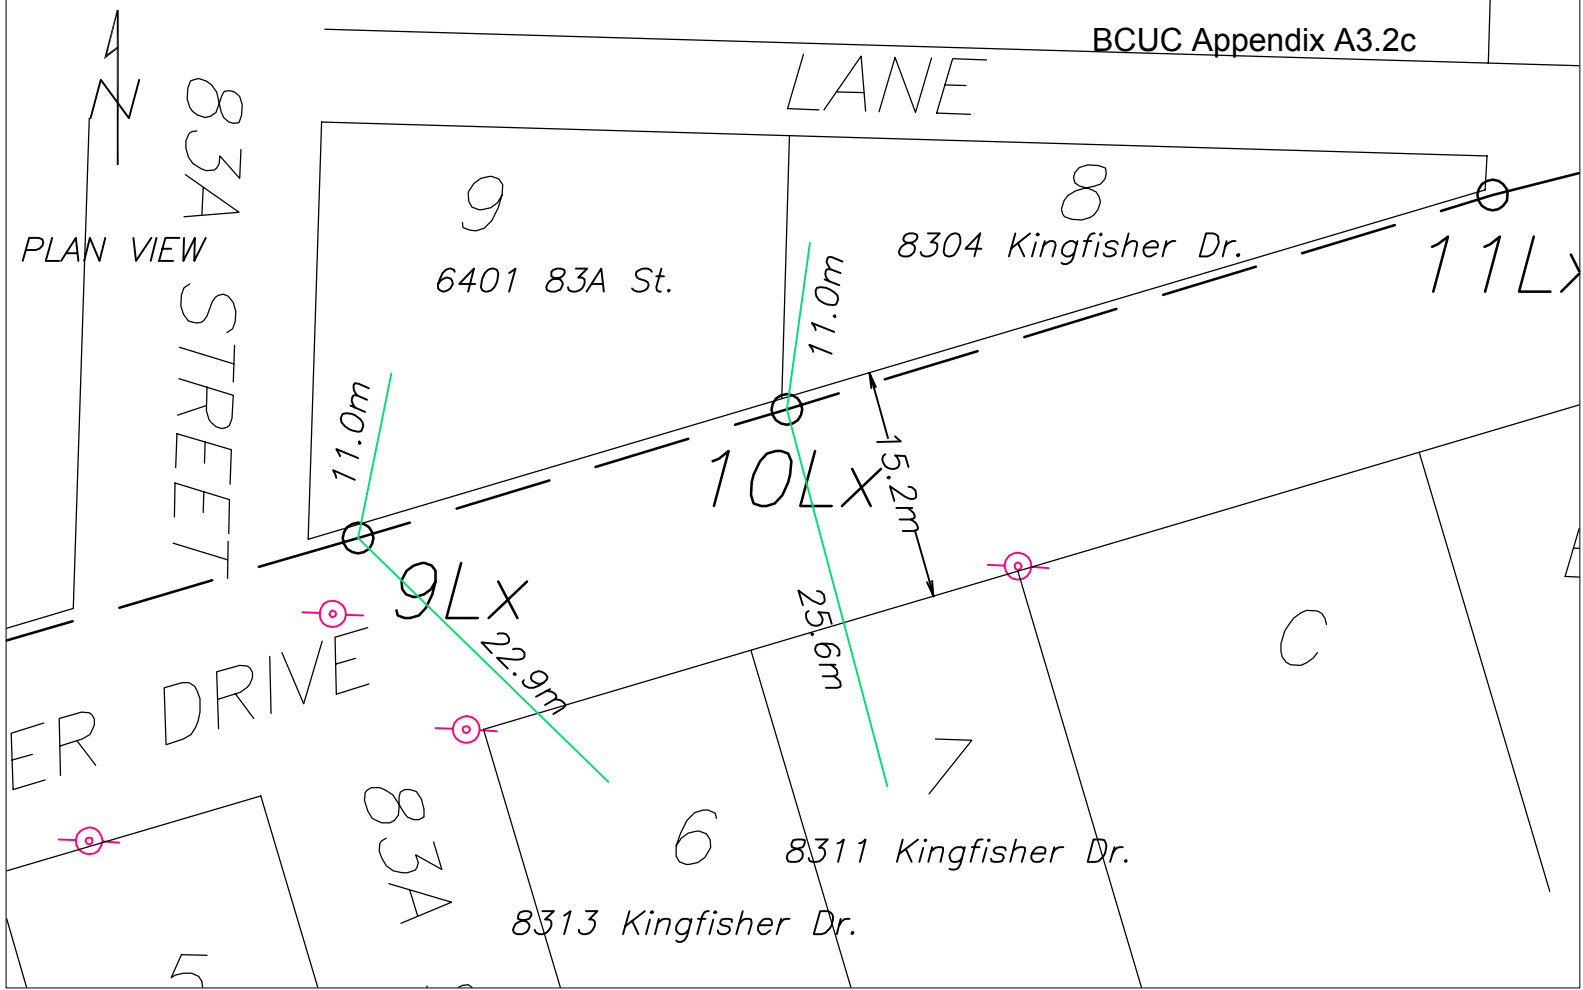 BCUC Appendix A3.2c
LANE
83A STREET
N
PLAN VIEW
9
6401 83A St.
8
8304 Kingfisher Dr.
11Lx
11.0m
11.0m
10Lx
15.2m
9Lx
22.9m
25.6m
ER DRIVE
C
7
6
8311 Kingfisher Dr.
8313 Kingfisher Dr.
83A
5